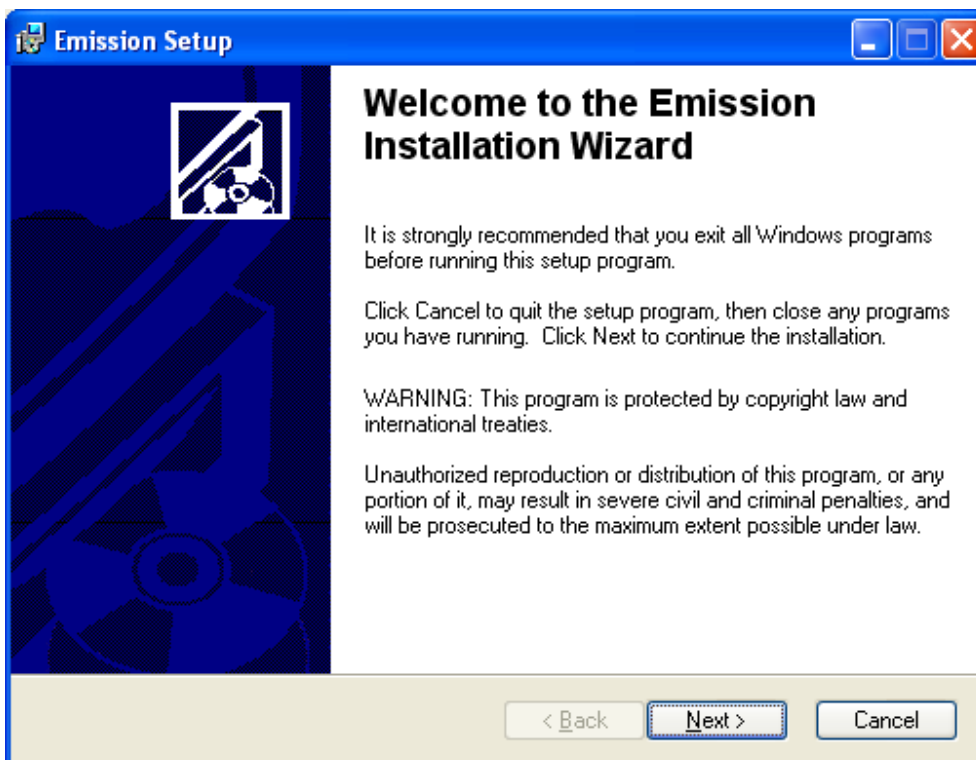 Emission Setup
Welcome to the Emission
Installation Wizard
It is strongly recommended that you exit all Windows programs
before running this setup program.
Click Cancel to quit the setup program, then close any programs
you have running.  Click Next to continue the installation.
WARNING: This program is protected by copyright law and
international treaties.
Unauthorized reproduction or distribution of this program, or any
portion of it, may result in severe civil and criminal penalties, and
will be prosecuted to the maximum extent possible under law.
< Back
Next >
Cancel